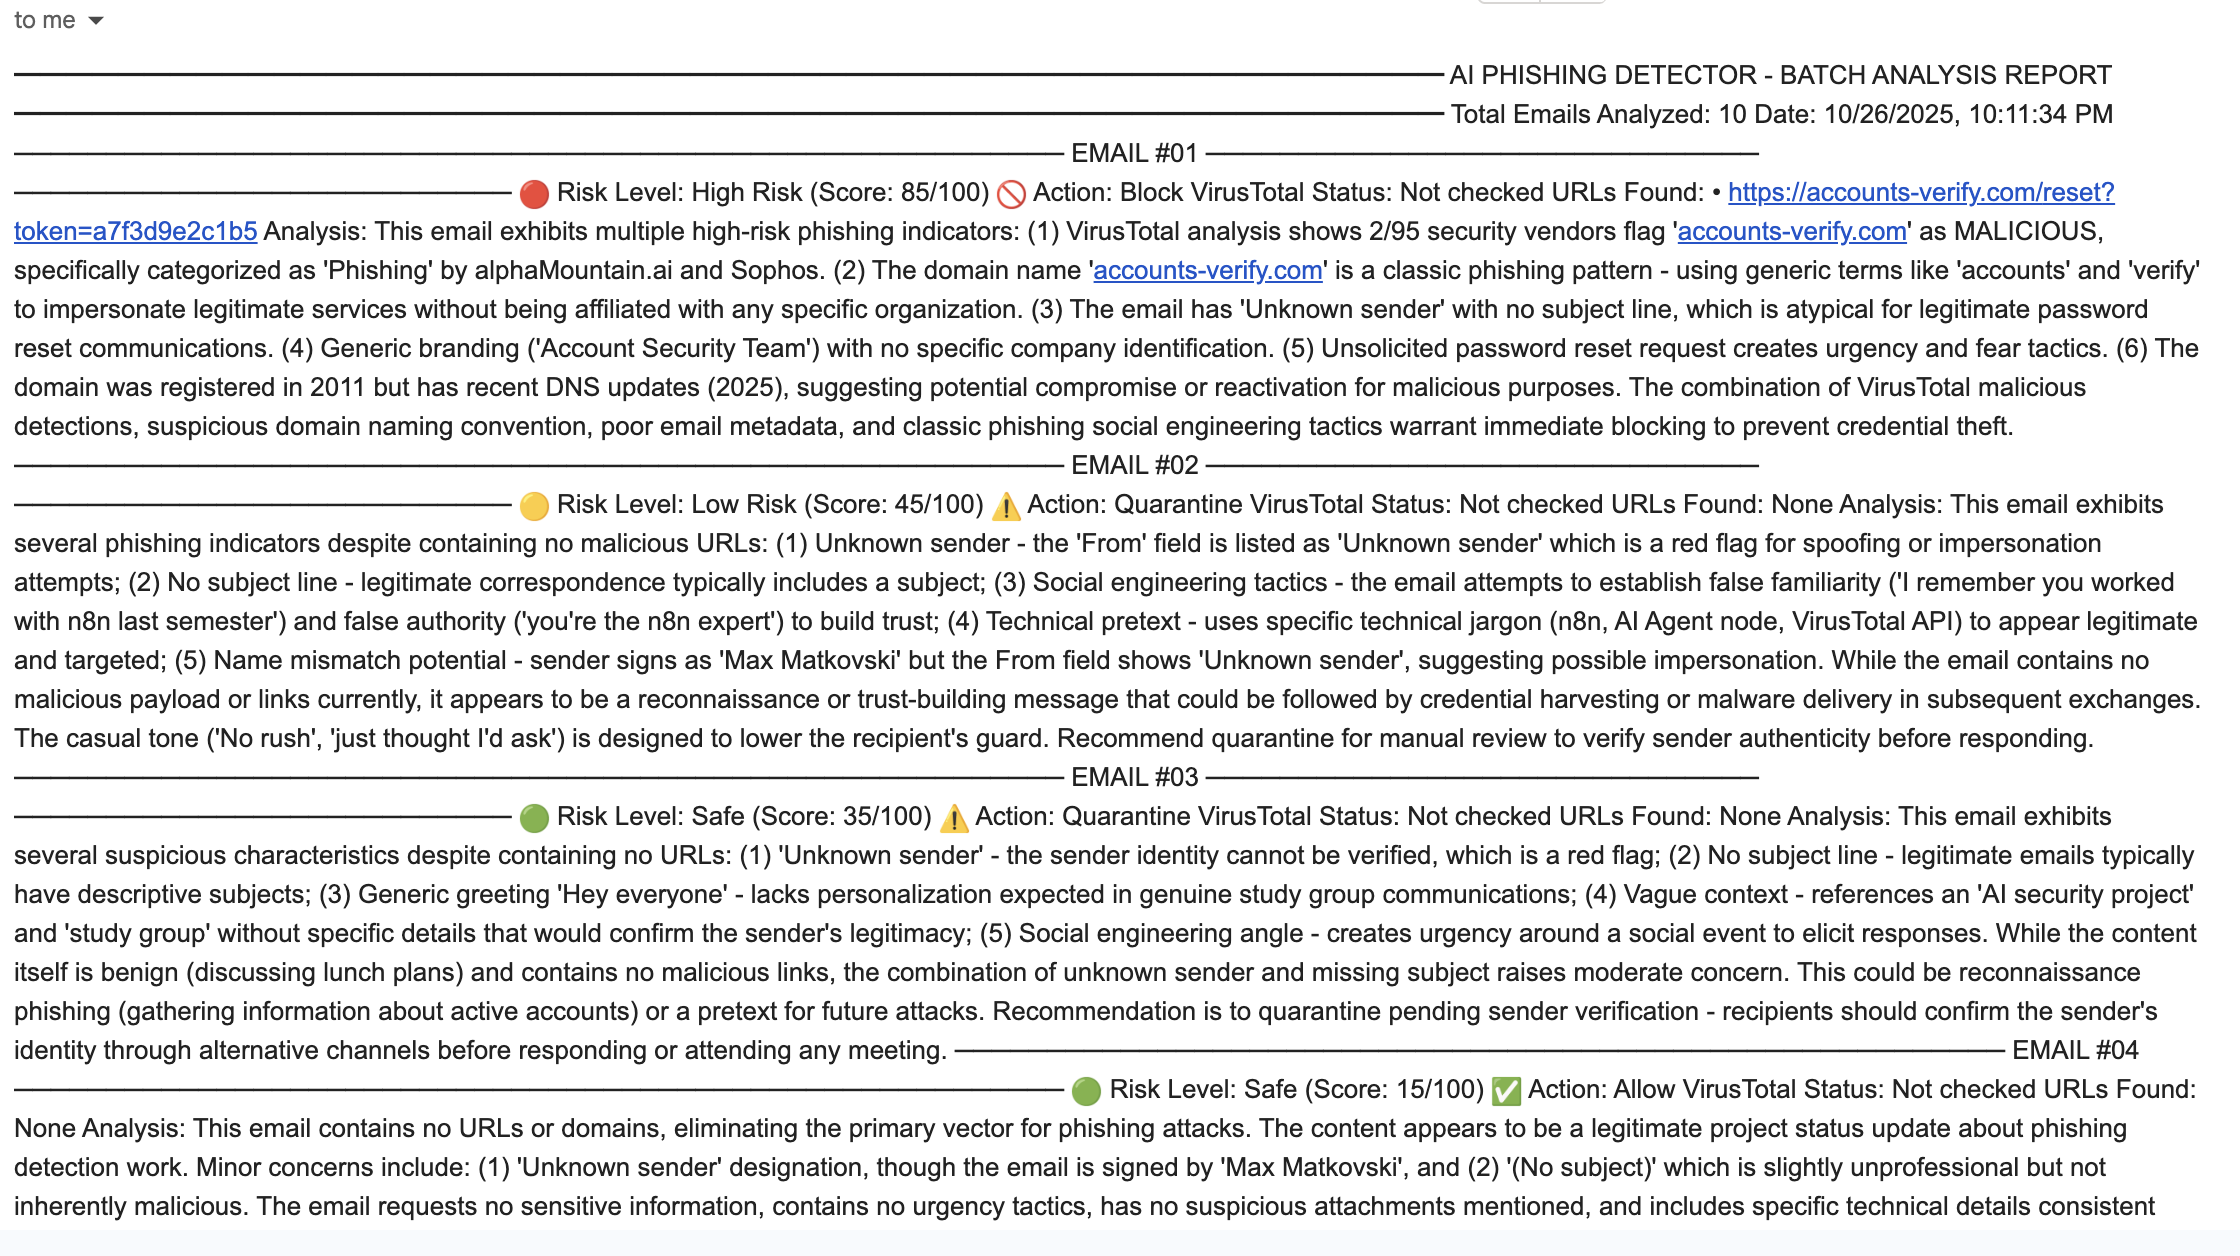 to me
AI PHISHING DETECTOR - BATCH ANALYSIS REPORT
Total Emails Analyzed: 10 Date: 10/26/2025, 10:11:34 PM
EMAIL #01
🔴 Risk Level: High Risk (Score: 85/100) 🚫 Action: Block VirusTotal Status: Not checked URLs Found: • https://accounts-verify.com/reset?
token=a7f3d9e2c1b5 Analysis: This email exhibits multiple high-risk phishing indicators: (1) VirusTotal analysis shows 2/95 security vendors flag 'accounts-verify.com' as MALICIOUS,
specifically categorized as 'Phishing' by alphaMountain.ai and Sophos. (2) The domain name 'accounts-verify.com' is a classic phishing pattern - using generic terms like 'accounts' and 'verify'
to impersonate legitimate services without being affiliated with any specific organization. (3) The email has 'Unknown sender' with no subject line, which is atypical for legitimate password
reset communications. (4) Generic branding ('Account Security Team') with no specific company identification. (5) Unsolicited password reset request creates urgency and fear tactics. (6) The
domain was registered in 2011 but has recent DNS updates (2025), suggesting potential compromise or reactivation for malicious purposes. The combination of VirusTotal malicious
detections, suspicious domain naming convention, poor email metadata, and classic phishing social engineering tactics warrant immediate blocking to prevent credential theft.
EMAIL #02
🟡 Risk Level: Low Risk (Score: 45/100) ⚠️ Action: Quarantine VirusTotal Status: Not checked URLs Found: None Analysis: This email exhibits
several phishing indicators despite containing no malicious URLs: (1) Unknown sender - the 'From' field is listed as 'Unknown sender' which is a red flag for spoofing or impersonation
attempts; (2) No subject line - legitimate correspondence typically includes a subject; (3) Social engineering tactics - the email attempts to establish false familiarity ('I remember you worked
with n8n last semester') and false authority ('you're the n8n expert') to build trust; (4) Technical pretext - uses specific technical jargon (n8n, AI Agent node, VirusTotal API) to appear legitimate
and targeted; (5) Name mismatch potential - sender signs as 'Max Matkovski' but the From field shows 'Unknown sender', suggesting possible impersonation. While the email contains no
malicious payload or links currently, it appears to be a reconnaissance or trust-building message that could be followed by credential harvesting or malware delivery in subsequent exchanges.
The casual tone ('No rush', 'just thought I'd ask') is designed to lower the recipient's guard. Recommend quarantine for manual review to verify sender authenticity before responding.
EMAIL #03
🟢 Risk Level: Safe (Score: 35/100) ⚠️ Action: Quarantine VirusTotal Status: Not checked URLs Found: None Analysis: This email exhibits
several suspicious characteristics despite containing no URLs: (1) 'Unknown sender' - the sender identity cannot be verified, which is a red flag; (2) No subject line - legitimate emails typically
have descriptive subjects; (3) Generic greeting 'Hey everyone' - lacks personalization expected in genuine study group communications; (4) Vague context - references an 'AI security project'
and 'study group' without specific details that would confirm the sender's legitimacy; (5) Social engineering angle - creates urgency around a social event to elicit responses. While the content
itself is benign (discussing lunch plans) and contains no malicious links, the combination of unknown sender and missing subject raises moderate concern. This could be reconnaissance
phishing (gathering information about active accounts) or a pretext for future attacks. Recommendation is to quarantine pending sender verification - recipients should confirm the sender's
identity through alternative channels before responding or attending any meeting. EMAIL #04
🟢 Risk Level: Safe (Score: 15/100) ✅ Action: Allow VirusTotal Status: Not checked URLs Found:
None Analysis: This email contains no URLs or domains, eliminating the primary vector for phishing attacks. The content appears to be a legitimate project status update about phishing
detection work. Minor concerns include: (1) 'Unknown sender' designation, though the email is signed by 'Max Matkovski', and (2) '(No subject)' which is slightly unprofessional but not
inherently malicious. The email requests no sensitive information, contains no urgency tactics, has no suspicious attachments mentioned, and includes specific technical details consistent